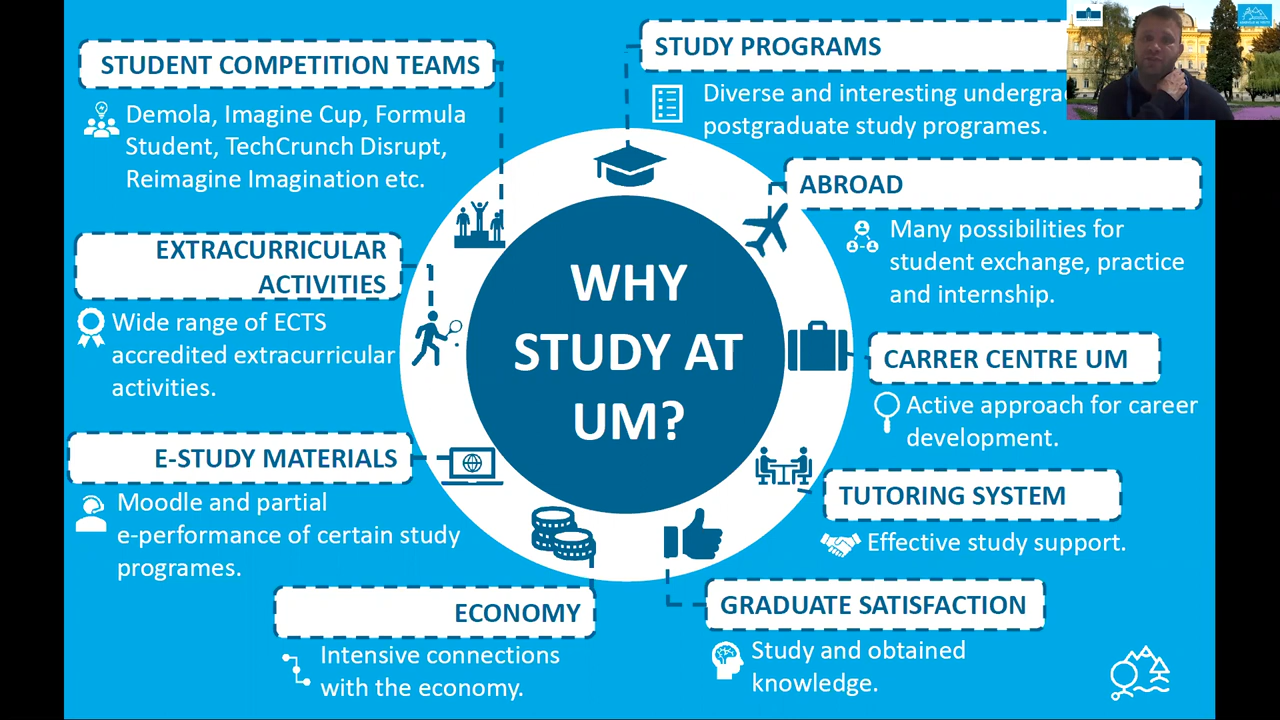 STUDENT COMPETITION TEAMS
Demola, Imagine Cup, Formula
Student, TechCrunch Disrupt,
Reimagine Imagination etc.
EXTRACURRICULAR
ACTIVITIES
Wide range of ECTS
accredited extracurricular
activities.
E-STUDY MATERIALS
Moodle and partial
e-performance of certain study
programes.
ECONOMY
Intensive connections
with the economy.
WHY
STUDY AT
UM?
STUDY PROGRAMS
Diverse and interesting
postgraduate study programes.
ABROAD
Many possibilities for
student exchange, practice
and internship.
CARRER CENTRE UM
Active approach for career
development.
TUTORING SYSTEM
Effective study support.
GRADUATE SATISFACTION
Study and obtained
knowledge.